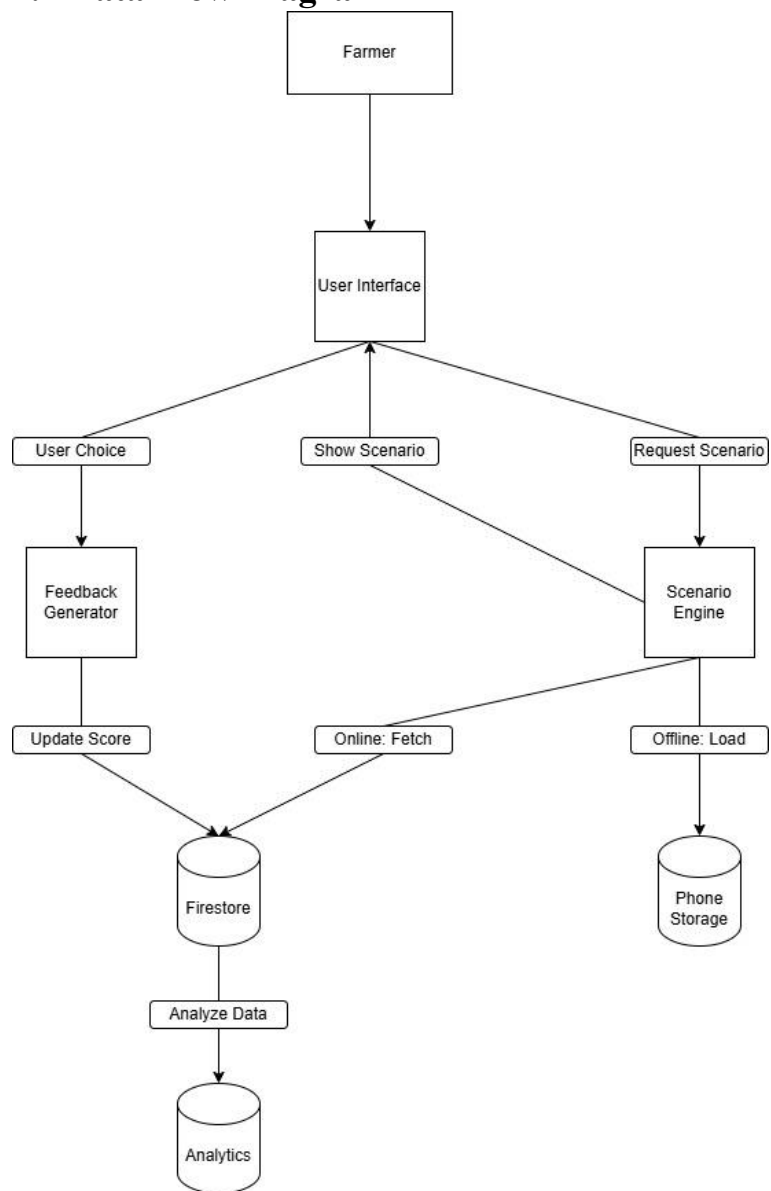 Farmer
User Interface
User Choice
Show Scenario
Request Scenario
Feedback
Generator
Scenario
Engine
Update Score
Online: Fetch
Offline: Load
Firestore
Phone
Storage
Analyze Data
Analytics